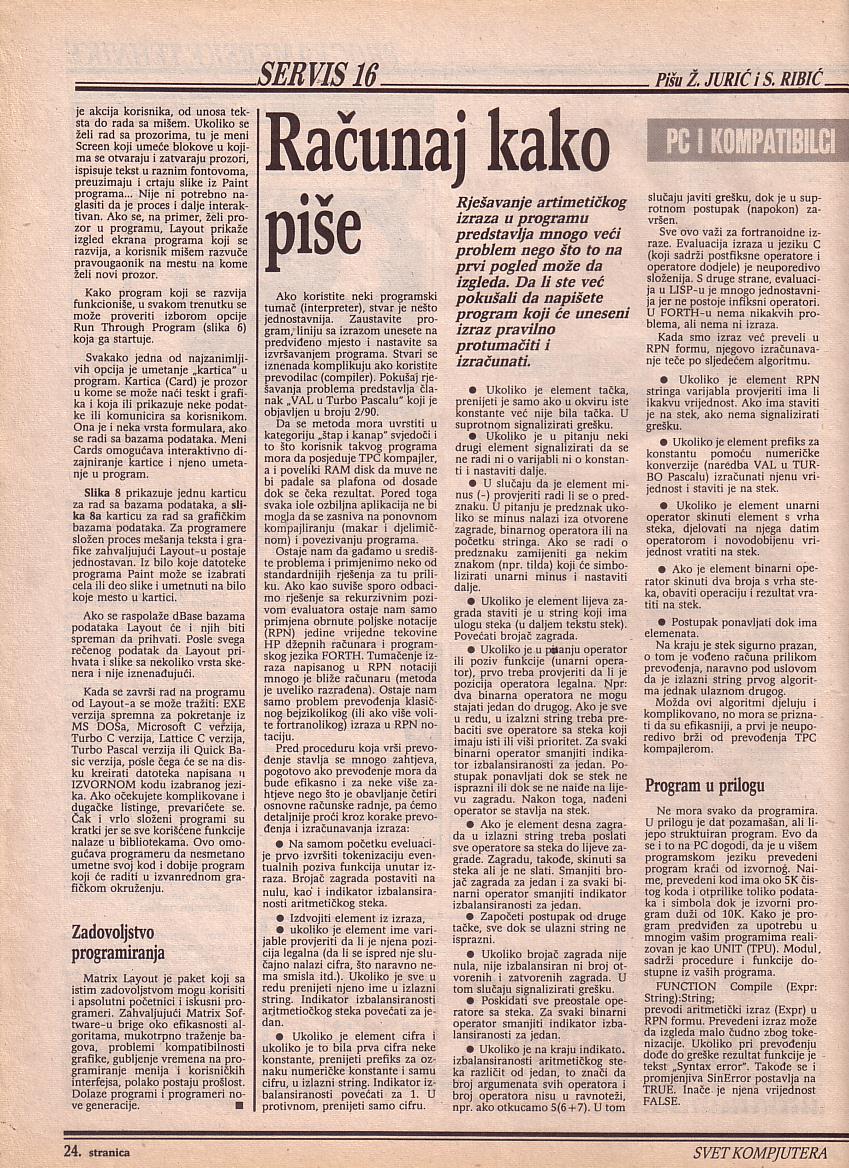 SERVIS 16
Pišu Ž. JURIĆ i S. RIBIĆ
je akcija korisnika, od unosa tek-
sta do rada sa mišem. Ukoliko se
želi rad sa prozorima, tu je meni
Screen koji umeće blokove u koji-
ma se otvaraju i zatvaraju prozori,
ispisuje tekst u raznim fontovoma,
preuzimaju i crtaju slike iz Paint
programa... Nije ni potrebno na-
glasiti da je proces i dalje interak-
tivan. Ako se, na primer, želi pro-
zor u programu, Layout prikaže
izgled ekrana programa koji se
razvija, a korisnik mišem razvuče
pravougaonik na mestu na kome
želi novi prozor.
Kako program koji se razvija
funkcioniše, u svakom trenutku se
može proveriti izborom opcije
Run Through Program (slika 6)
koja ga startuje.
Svakako jedna od najzanimlji-
vih opcija je umetanje „kartica" u
program. Kartica (Card) je prozor
u kome se može naći teskt i grafi-
ka i koja ili prikazuje neke podat-
ke ili komunicira sa korisnikom.
Ona je i neka vrsta formulara, ako
se radi sa bazama podataka. Meni
Cards omogućava interaktivno di-
zajniranje kartice i njeno umeta-
nje u program.
Slika 8 prikazuje jednu karticu
za rad sa bazama podataka, a sli-
ka 8a karticu za rad sa grafičkim
bazama podataka. Za programere
složen proces mešanja teksta i gra-
fike zahvaljujući Layout-u postaje
jednostavan. Iz bilo koje datoteke
programa Paint može se izabrati
cela ili deo slike i umetnuti na bilo
koje mesto u kartici.
Ako se raspolaže dBase bazama
podataka Layout će i njih biti
spreman da prihvati. Posle svega
rečenog podatak da Layout pri-
hvata i slike sa nekoliko vrsta ske-
nera i nije iznenađujući.
Kada se završi rad na programu
od Layout-a se može tražiti: EXE
verzija spremna za pokretanje iz
MS DOSa, Microsoft C verzija,
Turbo C verzija, Lattice C verzija,
Turbo Pascal verzija ili Quick Ba-
sic verzija, posle čega će se na di-
sku kreirati datoteka napisana u
IZVORNOM kodu izabranog jezi-
ka. Ako očekujete komplikovane i
dugačke listinge, prevarićete se.
Čak i vrlo složeni programi su
kratki jer se sve korišćene funkcije
nalaze u bibliotekama. Ovo omo-
gućava programeru da nesmetano
umetne svoj kod i dobije program
koji će raditi u izvanrednom gra-
fičkom okruženju.
Zadovoljstvo
programiranja
Matrix Layout je paket koji sa
istim zadovoljstvom mogu korisiti
i apsolutni početnici i iskusni pro-
grameri. Zahvaljujući Matrix Sof-
tware-u brige oko efikasnosti al-
goritama, mukotrpno traženje ba-
gova, problemi kompatibilnosti
grafike, gubljenje vremena na pro-
gramiranje menija i korisničkih
interfejsa, polako postaju prošlost.
Dolaze programi i programeri no-
ve generacije. ■
Računaj kako
piše
Ako koristite neki programski
tumač (interpreter), stvar je nešto
jednostavnija. Zaustavite pro-
gram, liniju sa izrazom unesete na
predviđeno mjesto i nastavite sa
izvršavanjem programa. Stvari se
iznenada komplikuju ako koristite
prevodilac (compiler). Pokušaj rje-
šavanja problema predstavlja čla-
nak „VAL u Turbo Pascalu" koji je
objavljen u broju 2/90.
Da se metoda mora uvrstiti u
kategoriju „štap i kanap" svjedoči i
to što korisnik takvog programa
mora da posjeduje TPC kompajler,
a i poveliki RAM disk da muve ne
bi padale sa plafona od dosade
dok se čeka rezultat. Pored toga
svaka iole ozbiljna aplikacija ne bi
mogla da se zasniva na ponovnom
kompajliranju (makar i djelimič-
nom) i povezivanju programa.
Ostaje nam da gađamo u središ-
te problema i primjenimo neko od
standardnih rješenja za tu prili-
ku. Ako kao suviše sporo odbaci-
mo rješenje sa rekurzivnim pozi-
vom evaluatora ostaje nam samo
primjena obrnute poljske notacije
(RPN) jedine vrijedne tekovine
HP džepnih računara i program-
skog jezika FORTH. Tumačenje iz-
raza napisanog u RPN notaciji
mnogo je bliže računaru (metoda
je uveliko razrađena). Ostaje nam
samo problem prevođenja klasič-
nog bejzikolikog (ili ako više voli-
te fortranolikog) izraza u RPN no-
taciju.
Pred proceduru koja vrši prevo-
đenje stavlja se mnogo zahtjeva,
pogotovo ako prevođenje mora da
bude efikasno i za neke više za-
htjeve nego što je obavljanje četiri
osnovne računske radnje, pa ćemo
detaljnije proći kroz korake prevo-
đenja i izračunavanja izraza:
● Na samom početku eveluaci-
je prvo izvršiti tokenizaciju even-
tualnih poziva funkcija unutar iz-
raza. Brojač zagrada postaviti na
nulu, kao i indikator izbalansira-
nosti aritmetičkog steka.
● Izdvojiti element iz izraza,
● ukoliko je element ime vari-
jable provjeriti da li je njena pozi-
cija legalna (da li se ispred nje slu-
čajno nalazi cifra, što naravno ne-
ma smisla itd.). Ukoliko je sve u
redu prenijeti njeno ime u izlazni
string. Indikator izbalansiranosti
aritmetiočkog steka povećati za je-
dan.
● Ukoliko je element cifra i
ukoliko je to bila prva cifra neke
konstante, prenijeti prefiks za oz-
naku numeričke konstante i samu
cifru, u izlazni string. Indikator iz-
balansiranosti povećati za 1. U
protivnom, prenijeti samo cifru.
Rješavanje artimetičkog
izraza u programu
predstavlja mnogo veći
problem nego što to na
prvi pogled može da
izgleda. Da li ste već
pokušali da napišete
program koji će uneseni
izraz pravilno
protumačiti i
izračunati.
● Ukoliko je element tačka,
prenijeti je samo ako u okviru iste
konstante već nije bila tačka. U
suprotnom signalizirati grešku.
● Ukoliko je u pitanju neki
drugi element signalizirati da se
ne radi ni o varijabli ni o konstan-
ti i nastaviti dalje.
● U slučaju da je element mi-
nus (-) provjeriti radi li se o pred-
znaku. U pitanju je predznak uko-
liko se minus nalazi iza otvorene
zagrade, binarnog operatora ili na
početku stringa. Ako se radi o
predznaku zamijeniti ga nekim
znakom (npr. tilda) koji će simbo-
lizirati unarni minus i nastaviti
dalje.
● Ukoliko je element lijeva za-
grada staviti je u string koji ima
ulogu steka (u daljem tekstu stek).
Povećati brojač zagrada.
● Ukoliko je u pitanju operator
ili poziv funkcije (unarni opera-
tor), prvo treba provjeriti da li je
pozicija operatora legalna. Npr:
dva binarna operatora ne mogu
stajati jedan do drugog. Ako je sve
u redu, u izalzni string treba pre-
baciti sve operatore sa steka koji
imaju isti ili viši prioritet. Za svaki
binarni operator smanjiti indika-
tor izbalansiranosti za jedan. Po-
stupak ponavljati dok se stek ne
isprazni ili dok se ne naiđe na lije-
vu zagradu. Nakon toga, nađeni
operator se stavlja na stek.
● Ako je element desna zagra-
da u izlazni string treba poslati
sve operatore sa steka do lijeve za-
grade. Zagradu, takođe, skinuti sa
steka ali je ne slati. Smanjiti bro-
jač zagrada za jedan i za svaki bi-
narni operator smanjiti indikator
izbalansiranosti za jedan.
● Započeti postupak od druge
tačke, sve dok se ulazni string ne
isprazni.
● Ukoliko brojač zagrada nije
nula, nije izbalansiran ni broj ot-
vorenih i zatvorenih zagrada. U
tom slučaju signalizirati grešku.
● Poskidati sve preostale ope-
ratore sa steka. Za svaki binarni
operator smanjiti indikator izba-
lansiranosti za jedan.
● Ukoliko je na kraju indikato.
izbalansiranosti aritmetičkog ste-
ka različit od jedan, to znači da
broj argumenata svih operatora i
broj operatora nisu u ravnoteži,
npr. ako otkucamo 5(6+7). U tom
PC I KOMPATIBILCI
slučaju javiti grešku, dok je u sup-
rotnom postupak (napokon) za-
vršen.
Sve ovo važi za fortranoidne iz-
raze. Evaluacija izraza u jeziku C
(koji sadrži postfiksne operatore i
operatore dodjele) je neuporedivo
složenija. S druge strane, evaluaci-
ja u LISP-u je mnogo jednostavni-
ja jer ne postoje infiksni operatori.
U FORTH-u nema nikakvih pro-
blema, ali nema ni izraza.
Kada smo izraz već preveli u
RPN formu, njegovo izračunava-
nje teče po sljedećem algoritmu.
● Ukoliko je element RPN
stringa varijabla provjeriti ima li
ikakvu vrijednost. Ako ima staviti
je na stek, ako nema signalizirati
grešku.
● Ukoliko je element prefiks za
konstantu pomoću numeričke
konverzije (naredba VAL u TUR-
BO Pascalu) izračunati njenu vri-
jednost i staviti je na stek.
● Ukoliko je element unarni
operator skinuti element s vrha
steka, djelovati na njega datim
operatorom i novodobijenu vri-
jednost vratiti na stek.
● Ako je element binarni ope-
rator skinuti dva broja s vrha ste-
ka, obaviti operaciju i rezultat vra-
titi na stek.
● Postupak ponavljati dok ima
elemenata.
Na kraju je stek sigurno prazan,
o tom je vođeno računa prilikom
prevođenja, naravno pod uslovom
da je izlazni string prvog algorit-
ma jednak ulaznom drugog.
Možda ovi algoritmi djeluju i
komplikovano, no mora se prizna-
ti da su efikasniji, a prvi je neupo-
redivo brži od prevođenja TPC
kompajlerom.
Program u prilogu
Ne mora svako da programira.
U prilogu je dat pozamašan, ali li-
jepo struktuiran program. Evo da
se i to na PC dogodi, da je u višem
programskom jeziku prevedeni
program kraći od izvornog. Nai-
me, prevedeni kod ima oko 5K čis-
tog koda i otprilike toliko podata-
ka i simbola dok je izvorni pro-
gram duži od 10K. Kako je pro-
gram predviđen za upotrebu u
mnogim vašim programima reali-
zovan je kao UNIT (TPU). Modul,
sadrži procedure i funkcije do-
stupne iz vaših programa.
FUNCTION Compile (Expr:
String):String;
prevodi aritmetički izraz (Expr) u
RPN formu. Prevedeni izraz može
da izgleda malo čudno zbog toke-
nizacije. Ukoliko pri prevođenju
dođe do greške rezultat funkcije je
tekst „Syntax error". Takođe se i
promjenjiva SinError postavlja na
TRUE. Inače je njena vrijednost
FALSE.
24. stranica
SVET KOMPJUTERA